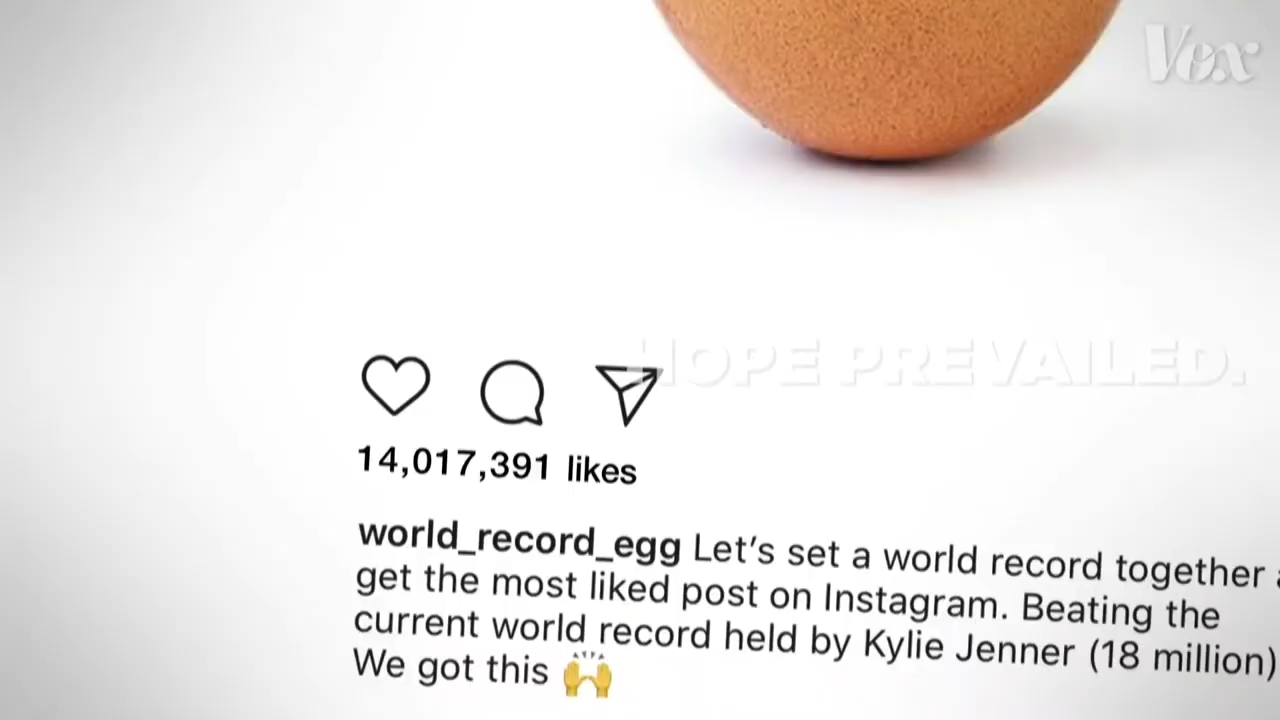 Vox
HOPE PREVAILED.
14,017,391 likes
world_record_egg Let's set a world record together
get the most liked post on Instagram. Beating the
current world record held by Kylie Jenner (18 million)
We got this 🙌